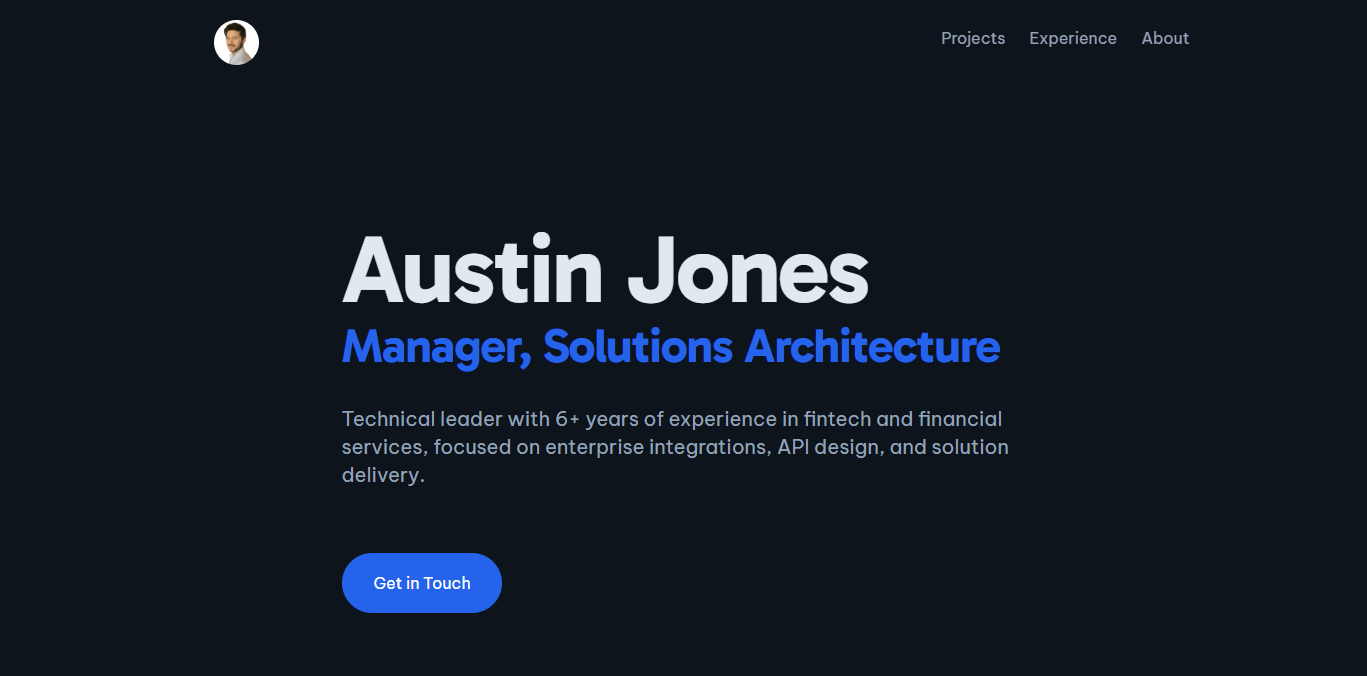 Projects Experience About
Austin Jones
Manager, Solutions Architecture
Technical leader with 6+ years of experience in fintech and financial
services, focused on enterprise integrations, API design, and solution
delivery.
Get in Touch